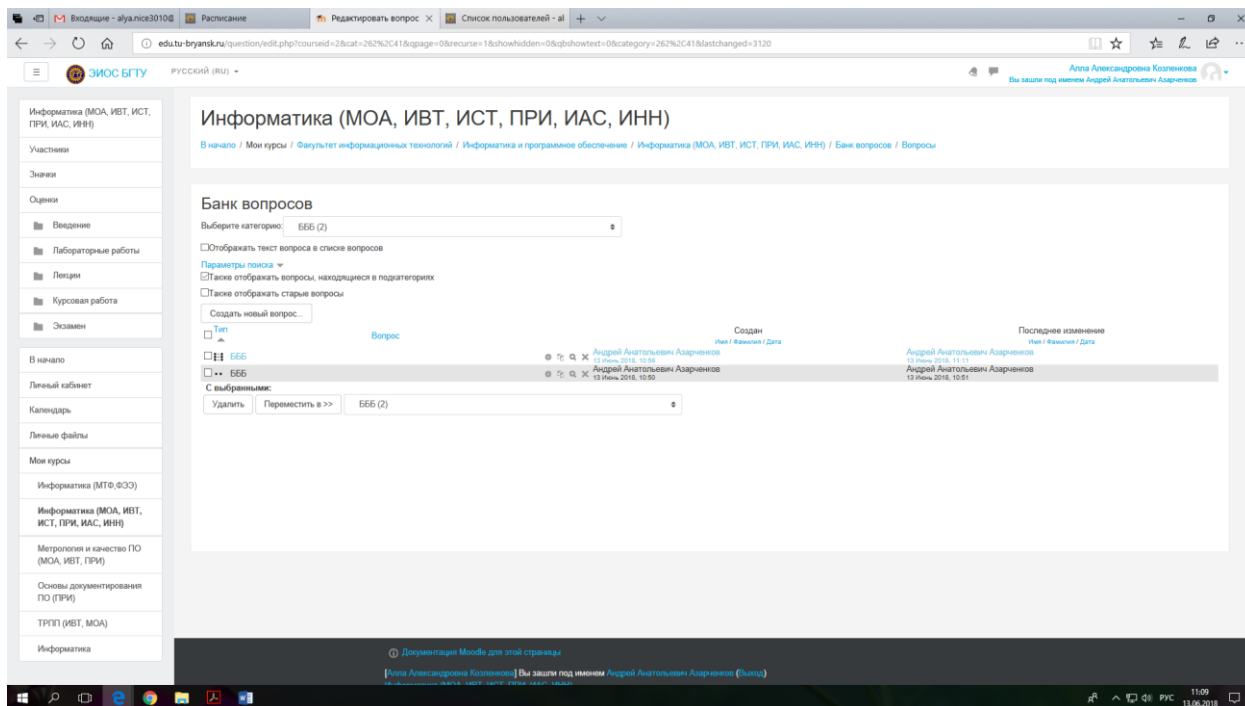 Входящие - alya.nice3010@
Расписание
Редактировать вопрос
Список пользователей - al
edu.tu-bryansk.ru/question/edit.php?courseid=2&cat=262%2C41&qpage=0&recurse=1&showhidden=0&qbshowtext=0&category=262%2C41&lastchanged=3120
ЭИОС БГТУ
РУССКИЙ (RU)
Алла Александровна Козленкова
Вы зашли под именем Андрей Анатольевич Азарченков
Информатика (МОА, ИВТ, ИСТ,
ПРИ, ИАС, ИНН)
Участники
Значки
Оценки
Введение
Лабораторные работы
Лекции
Курсовая работа
Экзамен
В начало
Личный кабинет
Календарь
Личные файлы
Мои курсы
Информатика (МТФ,ФЭЭ)
Информатика (МОА, ИВТ,
ИСТ, ПРИ, ИАС, ИНН)
Метрология и качество ПО
(МОА, ИВТ, ПРИ)
Основы документирования
ПО (ПРИ)
ТРПП (ИВТ, МОА)
Информатика
Информатика (МОА, ИВТ, ИСТ, ПРИ, ИАС, ИНН)
В начало / Мои курсы / Факультет информационных технологий / Информатика и программное обеспечение / Информатика (МОА, ИВТ, ИСТ, ПРИ, ИАС, ИНН) / Банк вопросов / Вопросы
Банк вопросов
Выберите категорию: БББ (2)
Отображать текст вопроса в списке вопросов
Параметры поиска
Также отображать вопросы, находящиеся в подкатегориях
Также отображать старые вопросы
Создать новый вопрос...
Тип Вопрос Создан Последнее изменение
Имя / Фамилия / Дата Имя / Фамилия / Дата
БББ Андрей Анатольевич Азарченков Андрей Анатольевич Азарченков
13 Июнь 2018, 10:56 13 Июнь 2018, 11:11
БББ Андрей Анатольевич Азарченков Андрей Анатольевич Азарченков
13 Июнь 2018, 10:50 13 Июнь 2018, 10:51
С выбранными:
Удалить Переместить в >> БББ (2)
Документация Moodle для этой страницы
[Алла Александровна Козленкова] Вы зашли под именем Андрей Анатольевич Азарченков (Выход)
Информатика (МОА, ИВТ, ИСТ, ПРИ, ИАС, ИНН)
РУС
11:09
13.06.2018